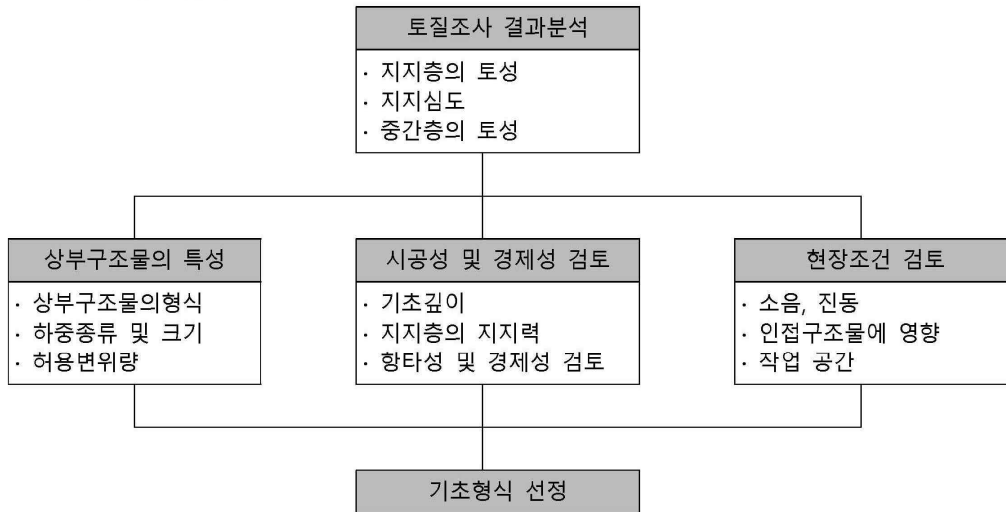 토질조사 결과분석
· 지지층의 토성
· 지지심도
· 중간층의 토성
상부구조물의 특성
· 상부구조물의형식
· 하중종류 및 크기
· 허용변위량
시공성 및 경제성 검토
· 기초깊이
· 지지층의 지지력
· 항타성 및 경제성 검토
현장조건 검토
· 소음, 진동
· 인접구조물에 영향
· 작업 공간
기초형식 선정